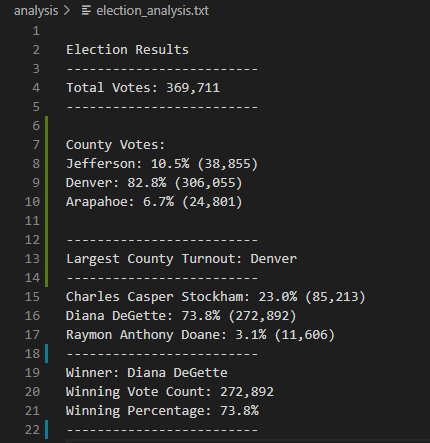 analysis > election_analysis.txt
1
2 Election Results
3 -------------------------
4 Total Votes: 369,711
5 -------------------------
6
7 County Votes:
8 Jefferson: 10.5% (38,855)
9 Denver: 82.8% (306,055)
10 Arapahoe: 6.7% (24,801)
11
12 -------------------------
13 Largest County Turnout: Denver
14 -------------------------
15 Charles Casper Stockham: 23.0% (85,213)
16 Diana DeGette: 73.8% (272,892)
17 Raymon Anthony Doane: 3.1% (11,606)
18 -------------------------
19 Winner: Diana DeGette
20 Winning Vote Count: 272,892
21 Winning Percentage: 73.8%
22 -------------------------